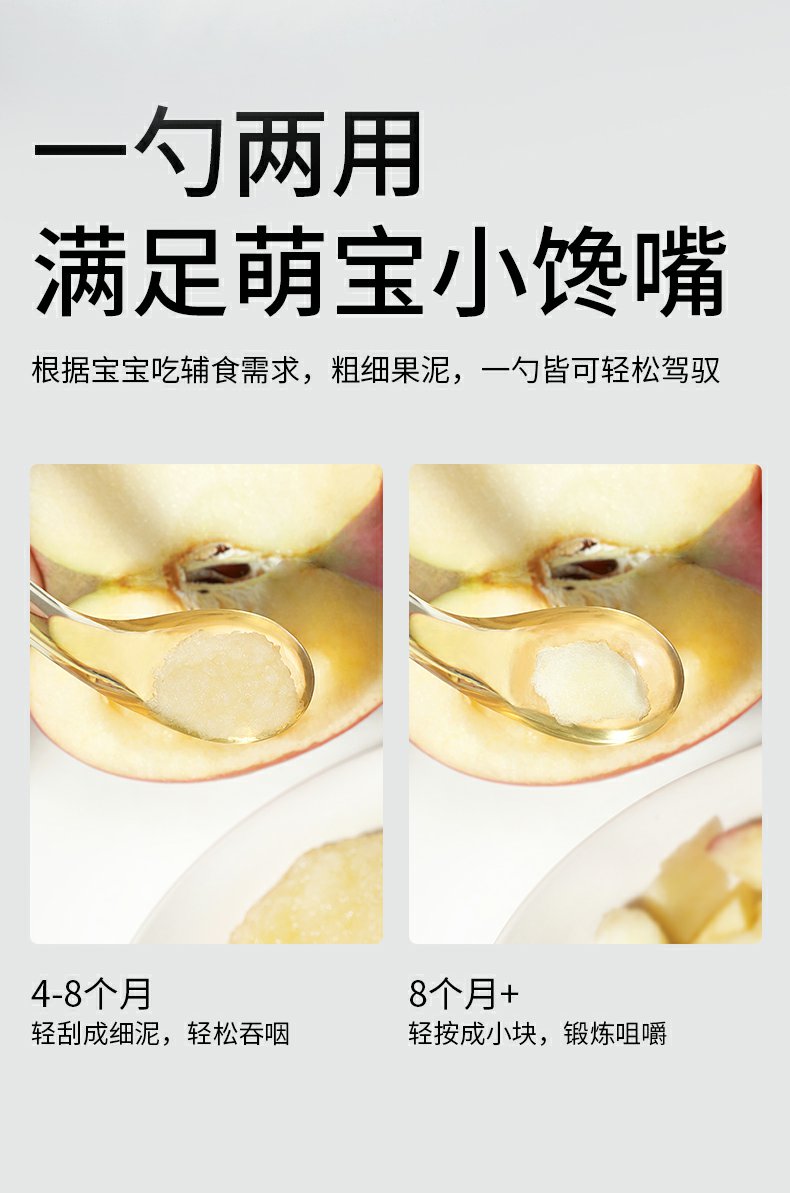 一勺两用
满足萌宝小馋嘴
根据宝宝吃辅食需求，粗细果泥，一勺皆可轻松驾驭
4-8个月
轻刮成细泥，轻松吞咽
8个月+
轻按成小块，锻炼咀嚼